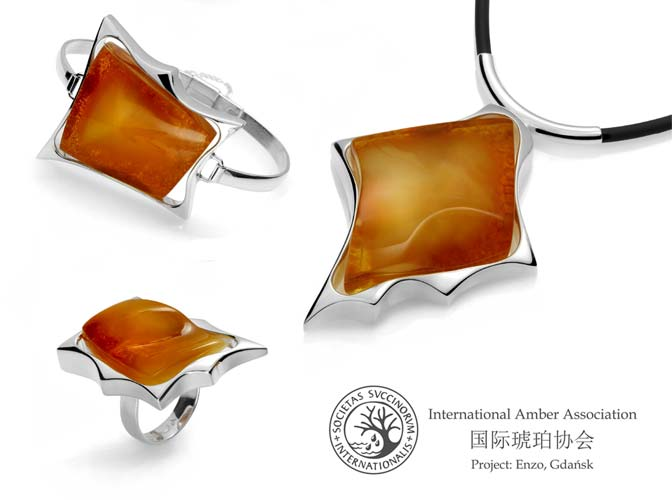 SOCIETAS SVCCINORVM
INTERNATIONALIS
International Amber Association
国际琥珀协会
Project: Enzo, Gdańsk